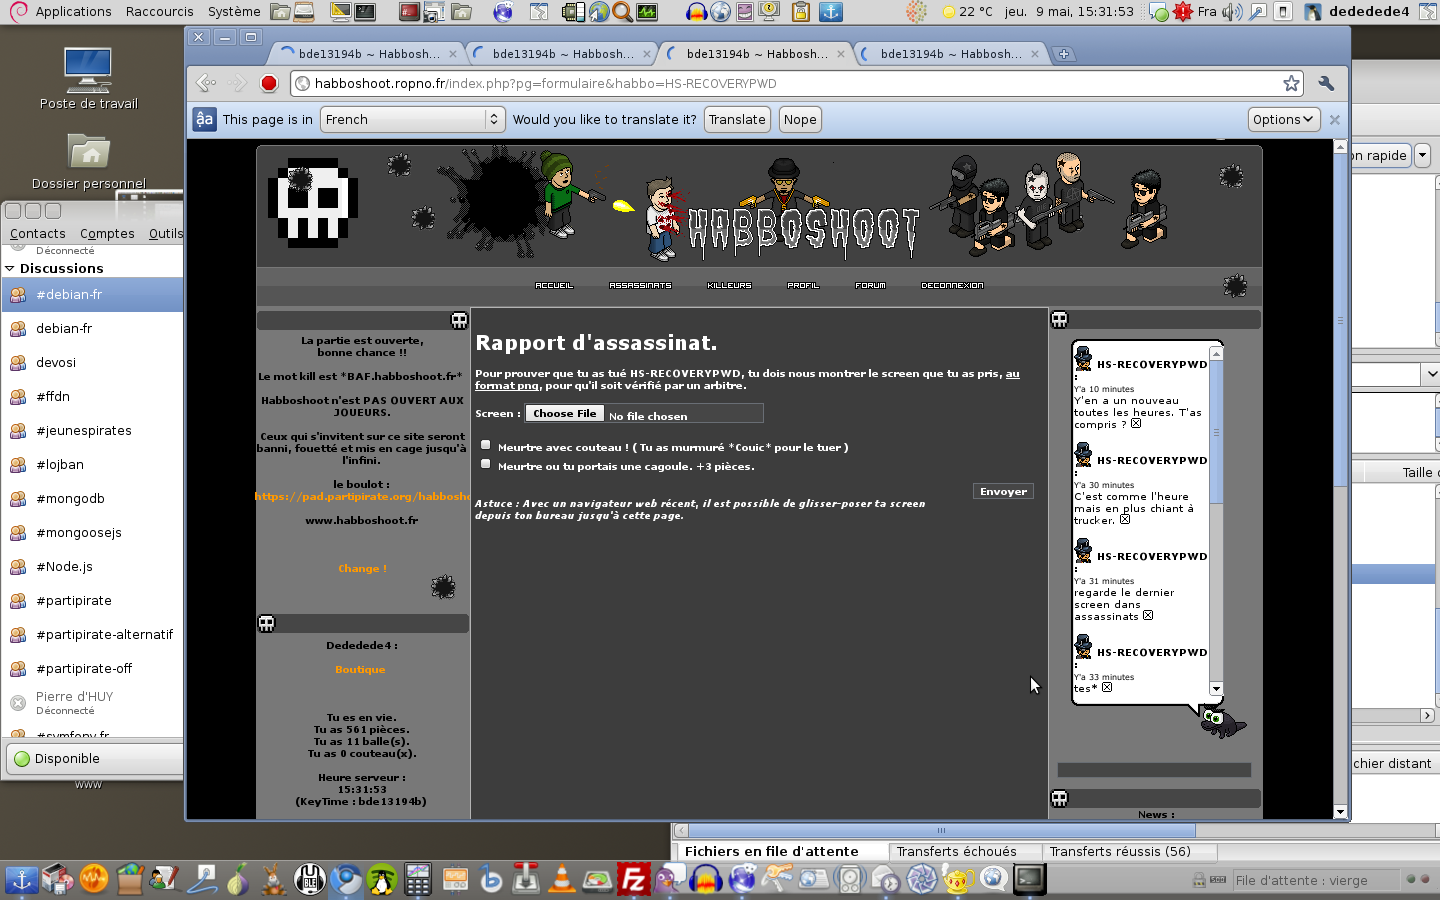 Applications Raccourcis Système
22 °C jeu. 9 mai, 15:31:53 Fra dededede4
Poste de travail
Dossier personnel
bde13194b ~ Habbosh... bde13194b ~ Habbosh... bde13194b ~ Habbosh... bde13194b ~ Habbosh...
habboshoot.ropno.fr/index.php?pg=formulaire&habbo=HS-RECOVERYPWD
This page is in French Would you like to translate it? Translate Nope Options
on rapide
Contacts Comptes Outils
Déconnecté
Discussions
#debian-fr
debian-fr
devosi
#ffdn
#jeunespirates
#lojban
#mongodb
#mongoosejs
#Node.js
#partipirate
#partipirate-alternatif
#partipirate-off
Pierre d'HUY
Déconnecté
#symfony-fr
Disponible
www
HABBOSHOOT
ACCUEIL ASSASSINATS KILLEURS PROFIL FORUM DECONNEXION
La partie est ouverte,
bonne chance !!
Le mot kill est *BAF.habboshoot.fr*
Habboshoot n'est PAS OUVERT AUX
JOUEURS.
Ceux qui s'invitent sur ce site seront
banni, fouetté et mis en cage jusqu'à
l'infini.
le boulot :
https://pad.partipirate.org/habbosho
www.habboshoot.fr
Change !
Dededede4 :
Boutique
Tu es en vie.
Tu as 561 pièces.
Tu as 11 balle(s).
Tu as 0 couteau(x).
Heure serveur :
15:31:53
(KeyTime : bde13194b)
Rapport d'assassinat.
Pour prouver que tu as tué HS-RECOVERYPWD, tu dois nous montrer le screen que tu as pris, au
format png, pour qu'il soit vérifié par un arbitre.
Screen : Choose File No file chosen
Meurtre avec couteau ! ( Tu as murmuré *Couic* pour le tuer )
Meurtre ou tu portais une cagoule. +3 pièces.
Envoyer
Astuce : Avec un navigateur web récent, il est possible de glisser-poser ta screen
depuis ton bureau jusqu'à cette page.
HS-RECOVERYPWD
:
Y'a 10 minutes
Y'en a un nouveau
toutes les heures. T'as
compris ?
HS-RECOVERYPWD
:
Y'a 30 minutes
C'est comme l'heure
mais en plus chiant à
trucker.
HS-RECOVERYPWD
:
Y'a 31 minutes
regarde le dernier
screen dans
assassinats
HS-RECOVERYPWD
:
Y'a 33 minutes
tes*
News :
Taille d
chier distant
Fichiers en file d'attente Transferts échoués Transferts réussis (56)
File d'attente : vierge